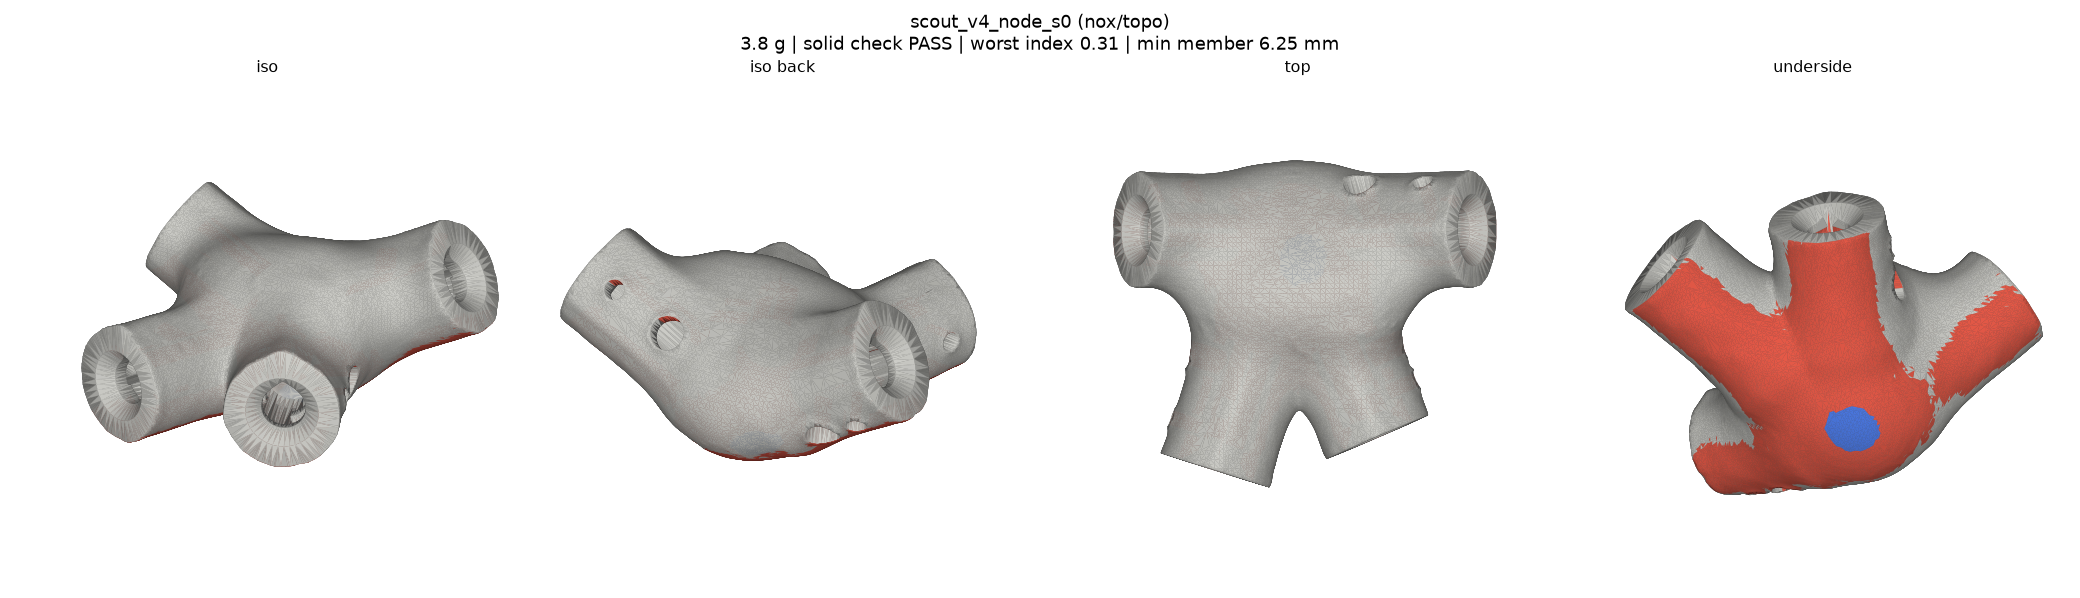 scout_v4_node_s0 (nox/topo)
3.8 g | solid check PASS | worst index 0.31 | min member 6.25 mm
iso
iso back
top
underside